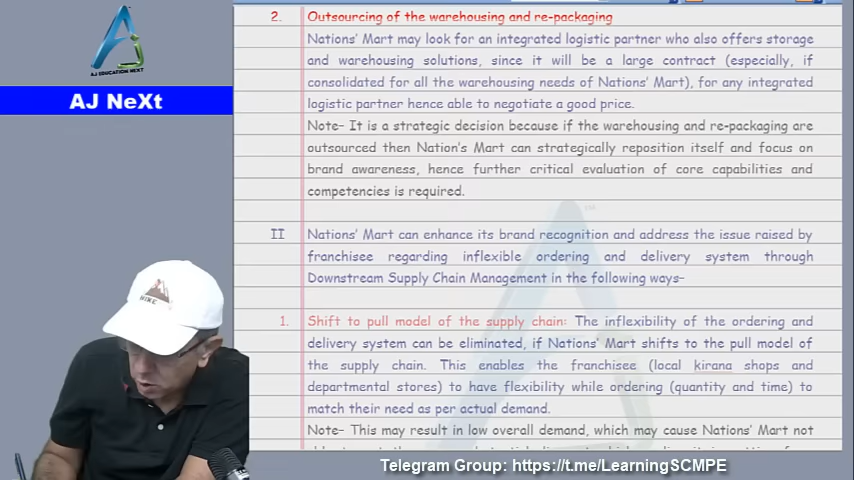 2. Outsourcing of the warehousing and re-packaging
Nations' Mart may look for an integrated logistic partner who also offers storage
and warehousing solutions, since it will be a large contract (especially, if
consolidated for all the warehousing needs of Nations' Mart), for any integrated
logistic partner hence able to negotiate a good price.
Note- It is a strategic decision because if the warehousing and re-packaging are
outsourced then Nation's Mart can strategically reposition itself and focus on
brand awareness, hence further critical evaluation of core capabilities and
competencies is required.
II Nations' Mart can enhance its brand recognition and address the issue raised by
franchisee regarding inflexible ordering and delivery system through
Downstream Supply Chain Management in the following ways-
1. Shift to pull model of the supply chain: The inflexibility of the ordering and
delivery system can be eliminated, if Nations' Mart shifts to the pull model of
the supply chain. This enables the franchisee (local kirana shops and
departmental stores) to have flexibility while ordering (quantity and time) to
match their need as per actual demand.
Note- This may result in low overall demand, which may cause Nations' Mart not
AJ EDUCATION NEXT
AJ NeXt
NIKE
Telegram Group: https://t.me/LearningSCMPE